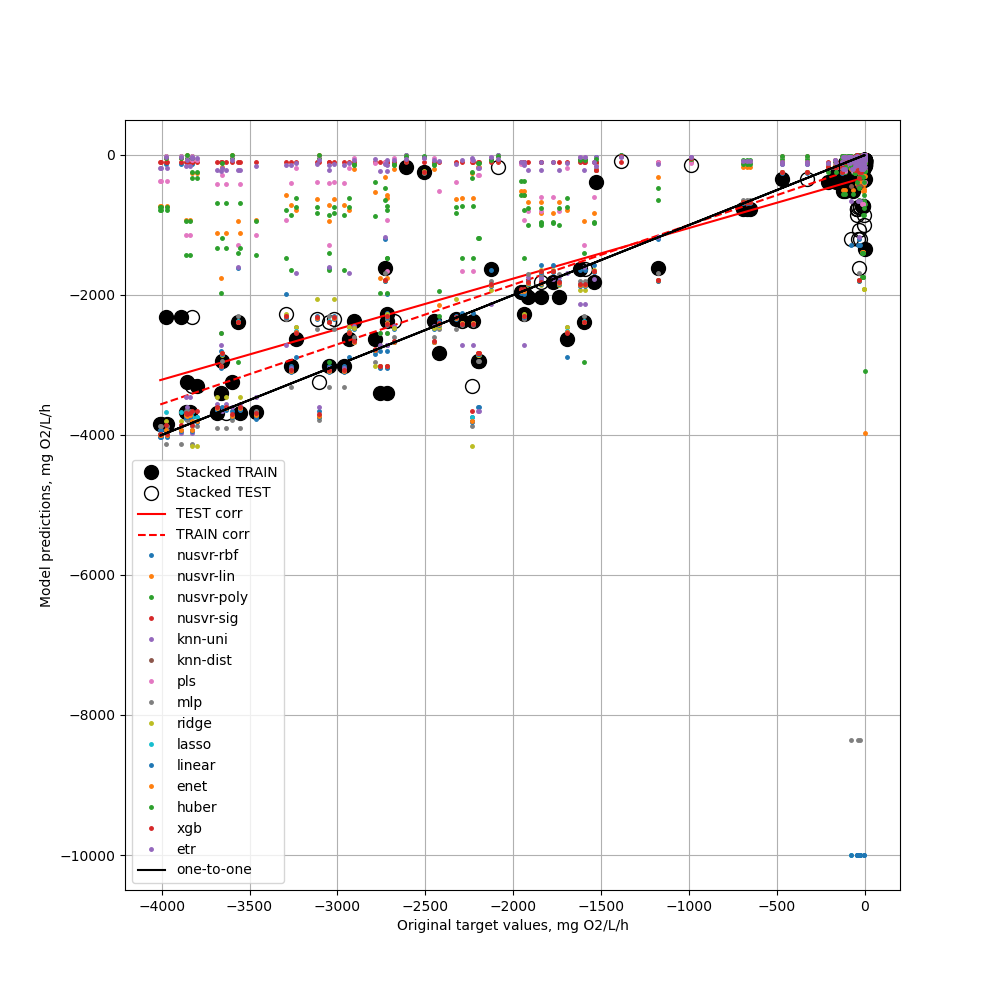 0
−2000
−4000
−6000
−8000
−10000
Model predictions, mg O2/L/h
Stacked TRAIN
Stacked TEST
TEST corr
TRAIN corr
nusvr-rbf
nusvr-lin
nusvr-poly
nusvr-sig
knn-uni
knn-dist
pls
mlp
ridge
lasso
linear
enet
huber
xgb
etr
one-to-one
−4000 −3500 −3000 −2500 −2000 −1500 −1000 −500 0
Original target values, mg O2/L/h